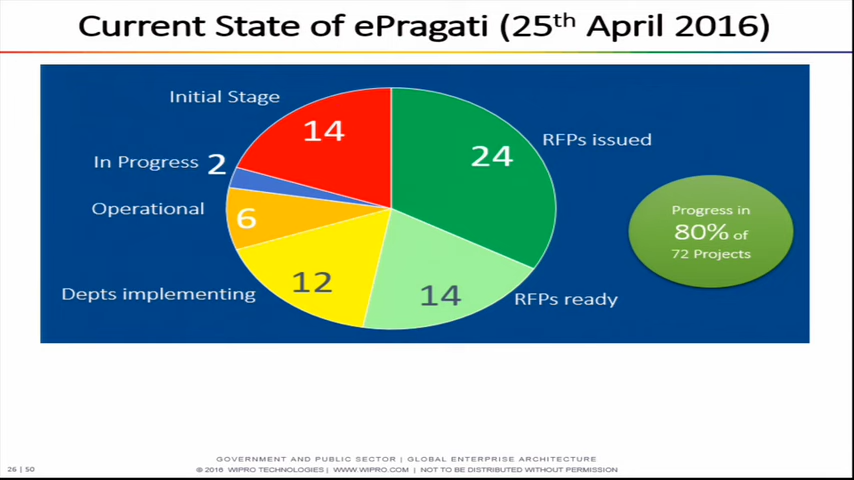 Current State of ePragati (25th April 2016)
Initial Stage
14
In Progress 2
Operational
6
Depts implementing
12
24
RFPs issued
14
RFPs ready
Progress in
80% of
72 Projects
GOVERNMENT AND PUBLIC SECTOR | GLOBAL ENTERPRISE ARCHITECTURE
26 | 50
© 2016 WIPRO TECHNOLOGIES | WWW.WIPRO.COM | NOT TO BE DISTRIBUTED WITHOUT PERMISSION